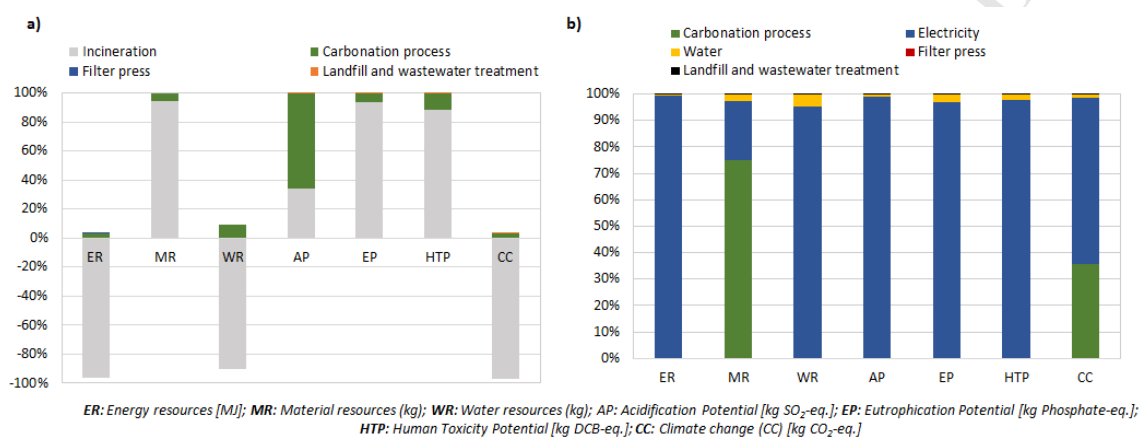 a)
Incineration
Carbonation process
Filter press
Landfill and wastewater treatment
100%
80%
60%
40%
20%
0%
-20%
-40%
-60%
-80%
-100%
ER MR WR AP EP HTP CC
b)
Carbonation process
Electricity
Water
Filter press
Landfill and wastewater treatment
100%
90%
80%
70%
60%
50%
40%
30%
20%
10%
0%
ER MR WR AP EP HTP CC
ER: Energy resources [MJ]; MR: Material resources (kg); WR: Water resources (kg); AP: Acidification Potential [kg SO₂-eq.]; EP: Eutrophication Potential [kg Phosphate-eq.];
HTP: Human Toxicity Potential [kg DCB-eq.]; CC: Climate change (CC) [kg CO₂-eq.]